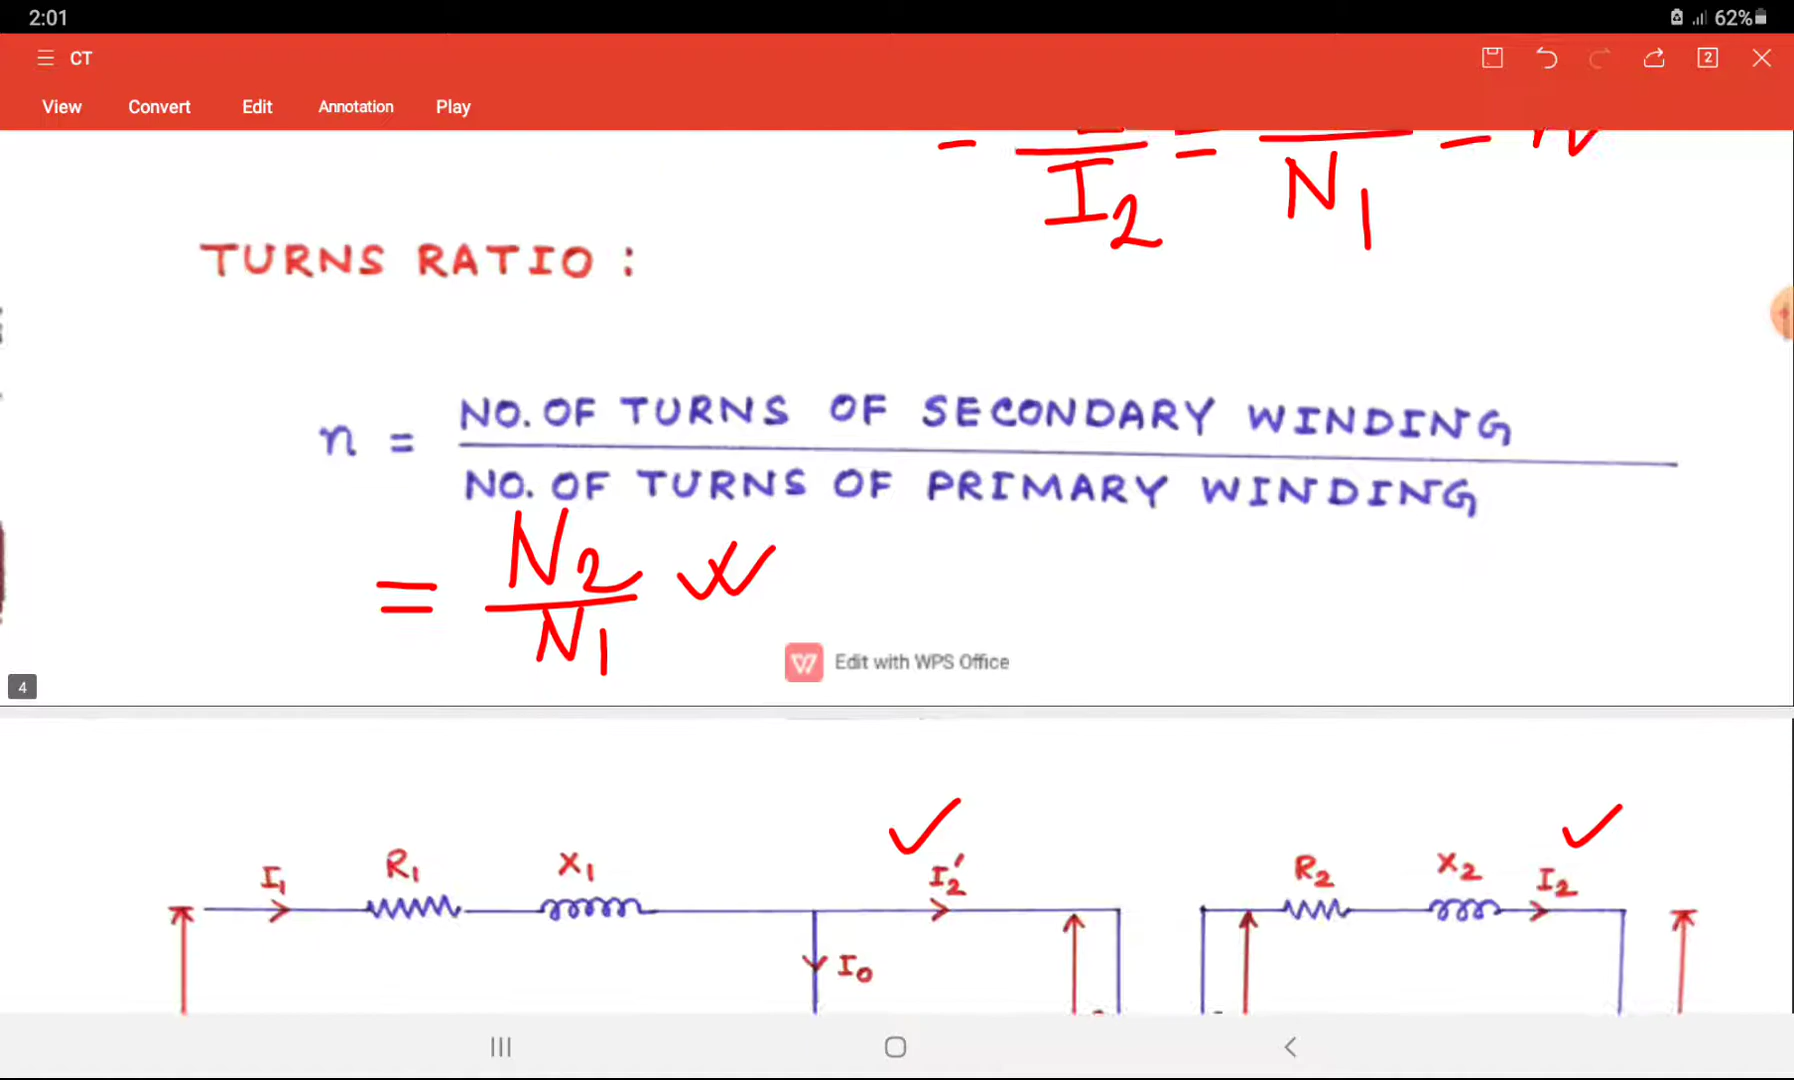 2:01
62%
CT
2
View Convert Edit Annotation Play
I2 = N1 =
TURNS RATIO :
n = NO. OF TURNS OF SECONDARY WINDING
NO. OF TURNS OF PRIMARY WINDING
= N2
N1
Edit with WPS Office
4
I1 R1 X1 I2' R2 X2 I2
I0